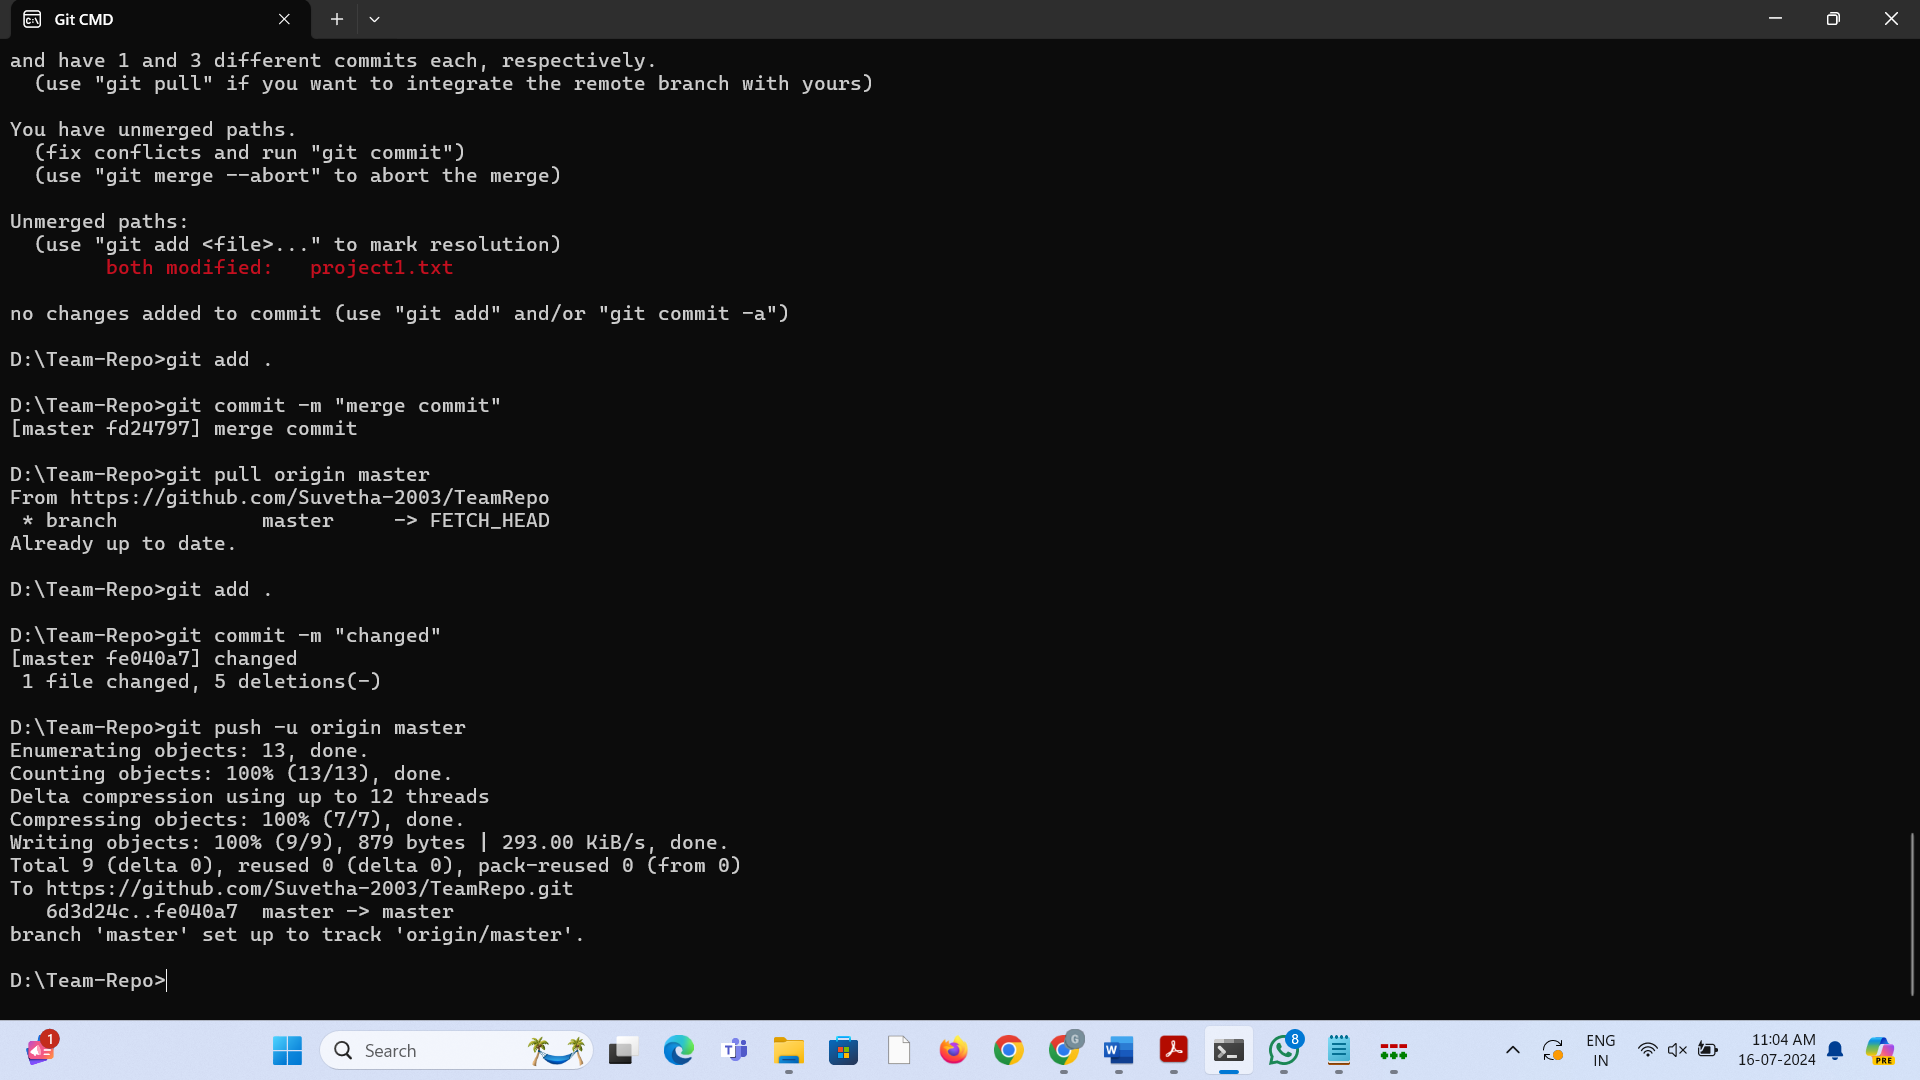 Git CMD
and have 1 and 3 different commits each, respectively.
  (use "git pull" if you want to integrate the remote branch with yours)
You have unmerged paths.
  (fix conflicts and run "git commit")
  (use "git merge --abort" to abort the merge)
Unmerged paths:
  (use "git add <file>..." to mark resolution)
        both modified:   project1.txt
no changes added to commit (use "git add" and/or "git commit -a")
D:\Team-Repo>git add .
D:\Team-Repo>git commit -m "merge commit"
[master fd24797] merge commit
D:\Team-Repo>git pull origin master
From https://github.com/Suvetha-2003/TeamRepo
 * branch            master     -> FETCH_HEAD
Already up to date.
D:\Team-Repo>git add .
D:\Team-Repo>git commit -m "changed"
[master fe040a7] changed
 1 file changed, 5 deletions(-)
D:\Team-Repo>git push -u origin master
Enumerating objects: 13, done.
Counting objects: 100% (13/13), done.
Delta compression using up to 12 threads
Compressing objects: 100% (7/7), done.
Writing objects: 100% (9/9), 879 bytes | 293.00 KiB/s, done.
Total 9 (delta 0), reused 0 (delta 0), pack-reused 0 (from 0)
To https://github.com/Suvetha-2003/TeamRepo.git
   6d3d24c..fe040a7  master -> master
branch 'master' set up to track 'origin/master'.
D:\Team-Repo>
1
Search
T
G
W
8
ENG
IN
11:04 AM
16-07-2024
PRE